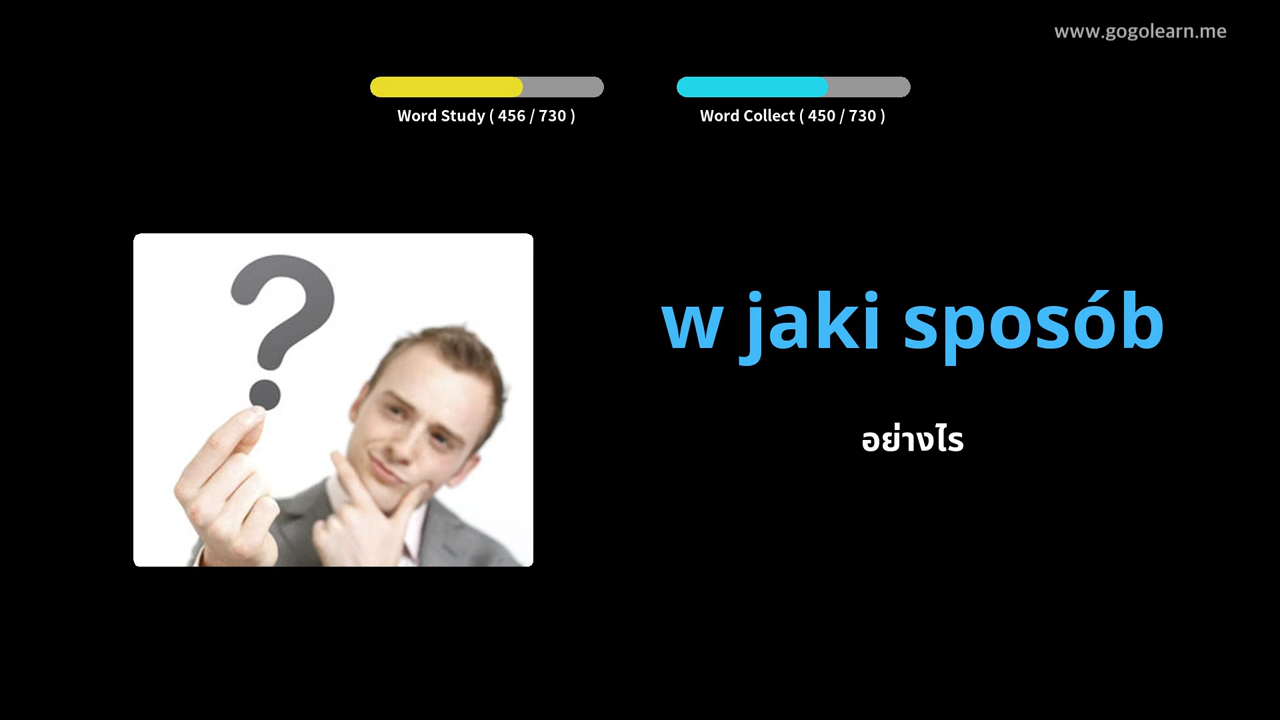 www.gogolearn.me
Word Study ( 456 / 730 )
Word Collect ( 450 / 730 )
w jaki sposób
อย่างไร